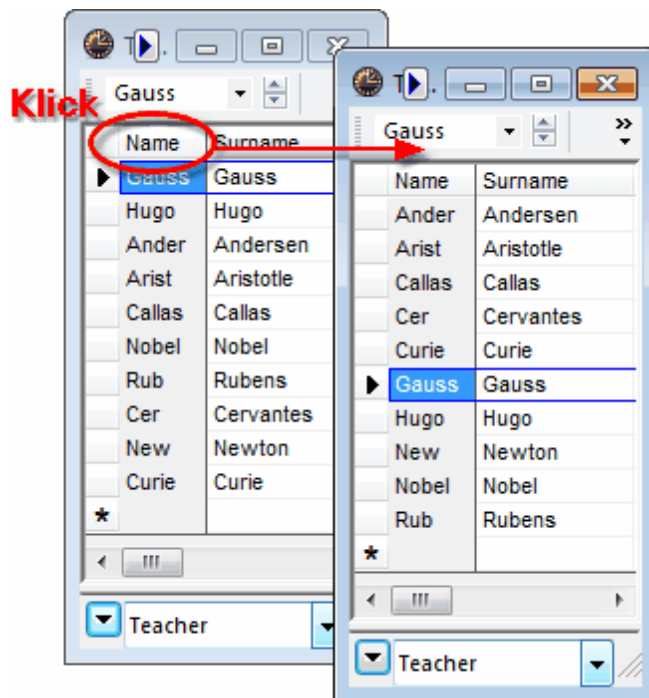 T
Gauss
Klick
Name Surname
Gauss Gauss
Hugo Hugo
Ander Andersen
Arist Aristotle
Callas Callas
Nobel Nobel
Rub Rubens
Cer Cervantes
New Newton
Curie Curie
*
Teacher
T
Gauss
Name Surname
Ander Andersen
Arist Aristotle
Callas Callas
Cer Cervantes
Curie Curie
Gauss Gauss
Hugo Hugo
New Newton
Nobel Nobel
Rub Rubens
*
Teacher